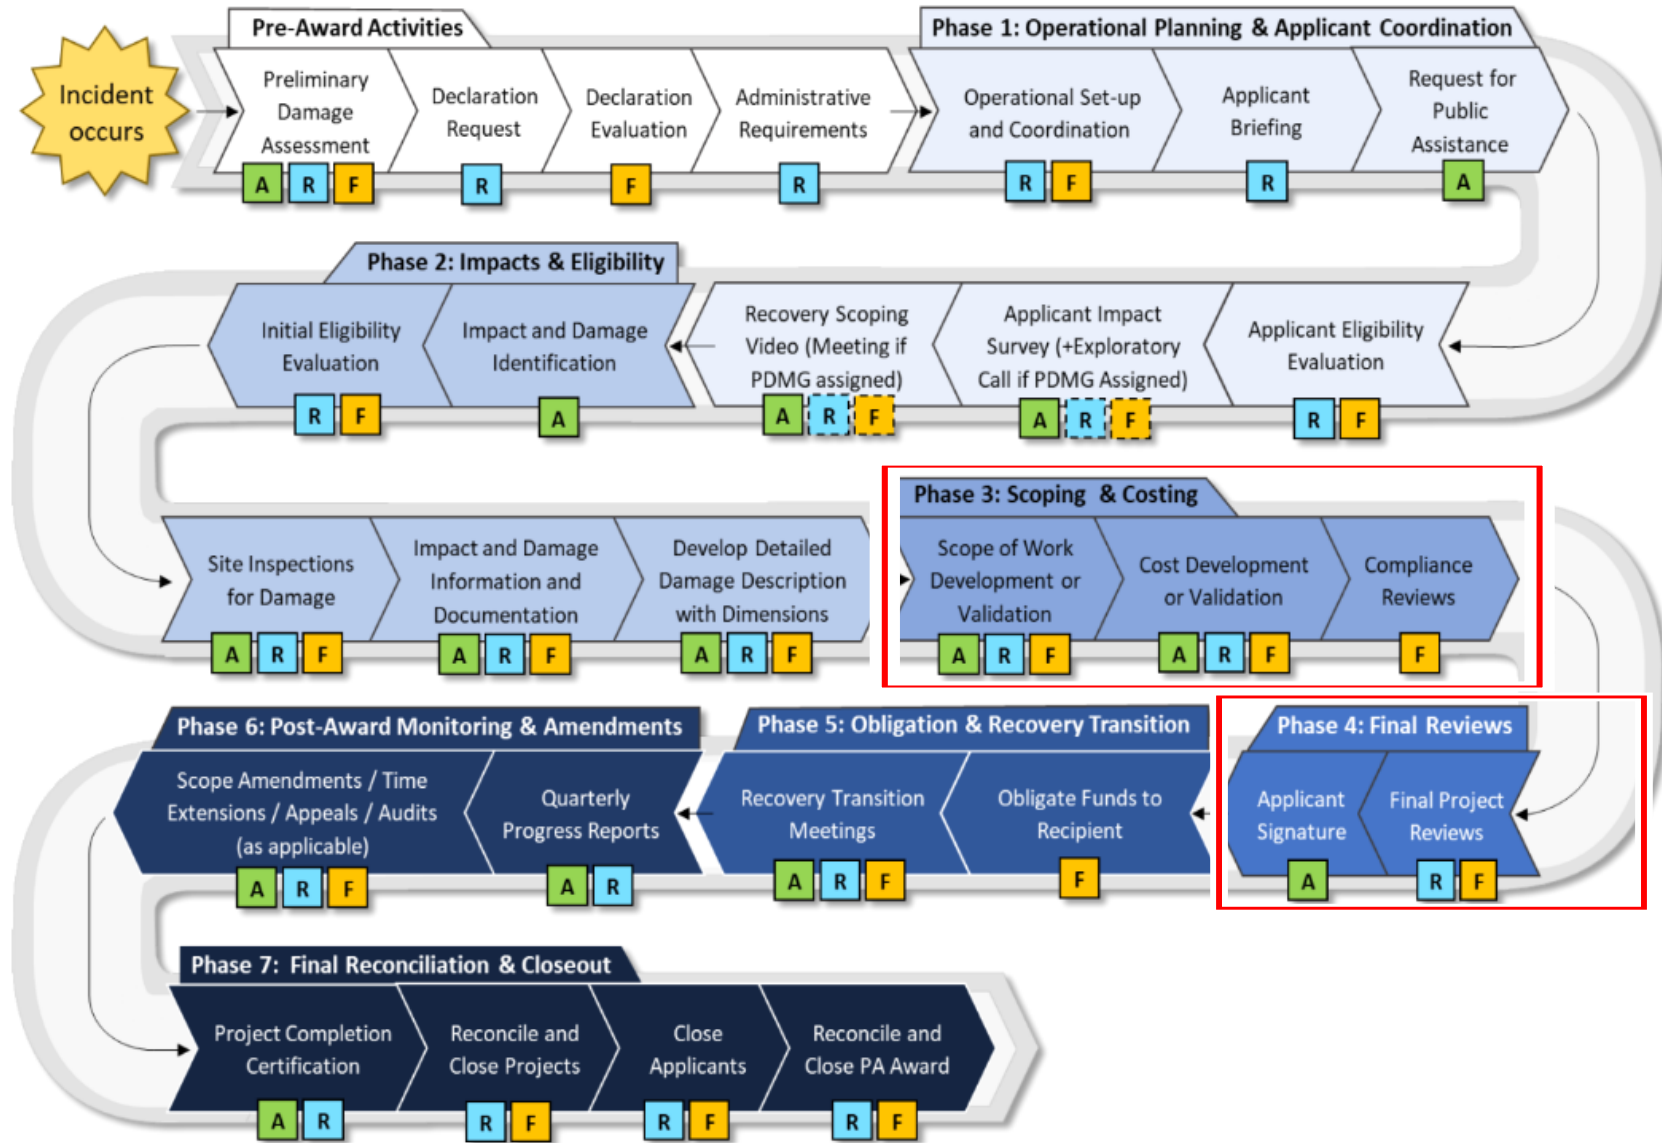 Pre-Award Activities
Incident
occurs
Preliminary
Damage
Assessment
A R F
Declaration
Request
R
Declaration
Evaluation
F
Administrative
Requirements
R
Phase 1: Operational Planning & Applicant Coordination
Operational Set-up
and Coordination
R F
Applicant
Briefing
R
Request for
Public
Assistance
A
Applicant Eligibility
Evaluation
R F
Applicant Impact
Survey (+Exploratory
Call if PDMG Assigned)
A R F
Recovery Scoping
Video (Meeting if
PDMG assigned)
A R F
Phase 2: Impacts & Eligibility
Impact and Damage
Identification
A
Initial Eligibility
Evaluation
R F
Site Inspections
for Damage
A R F
Impact and Damage
Information and
Documentation
A R F
Develop Detailed
Damage Description
with Dimensions
A R F
Phase 3: Scoping & Costing
Scope of Work
Development or
Validation
A R F
Cost Development
or Validation
A R F
Compliance
Reviews
F
Phase 4: Final Reviews
Final Project
Reviews
R F
Applicant
Signature
A
Phase 5: Obligation & Recovery Transition
Obligate Funds to
Recipient
F
Recovery Transition
Meetings
A R F
Phase 6: Post-Award Monitoring & Amendments
Quarterly
Progress Reports
A R
Scope Amendments / Time
Extensions / Appeals / Audits
(as applicable)
A R F
Phase 7: Final Reconciliation & Closeout
Project Completion
Certification
A R
Reconcile and
Close Projects
R F
Close
Applicants
R F
Reconcile and
Close PA Award
R F